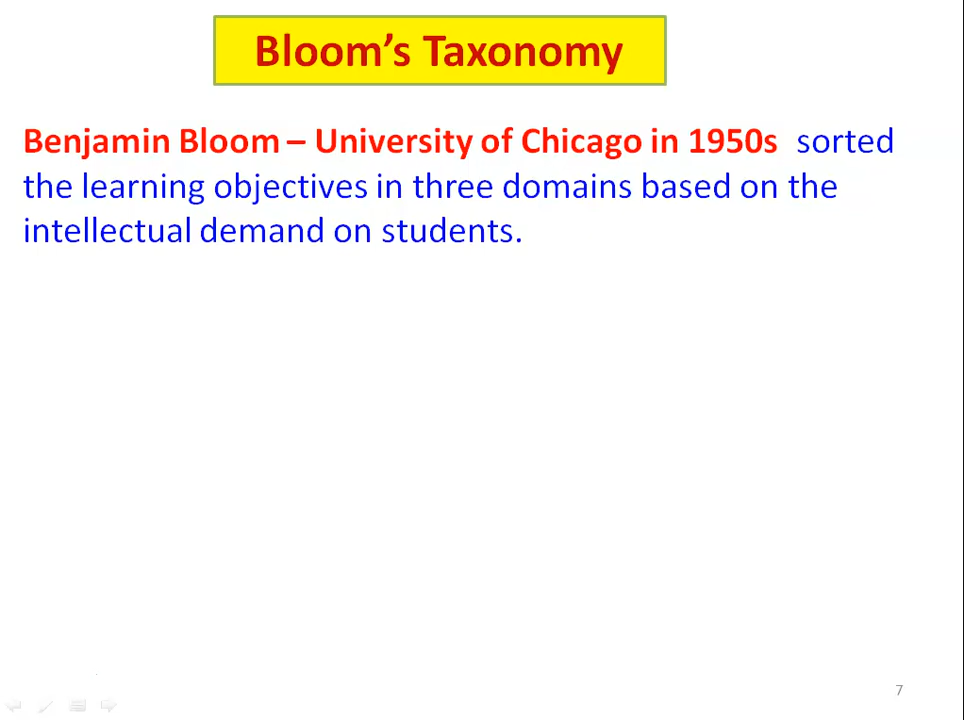 Bloom’s Taxonomy
Benjamin Bloom – University of Chicago in 1950s sorted
the learning objectives in three domains based on the
intellectual demand on students.
7